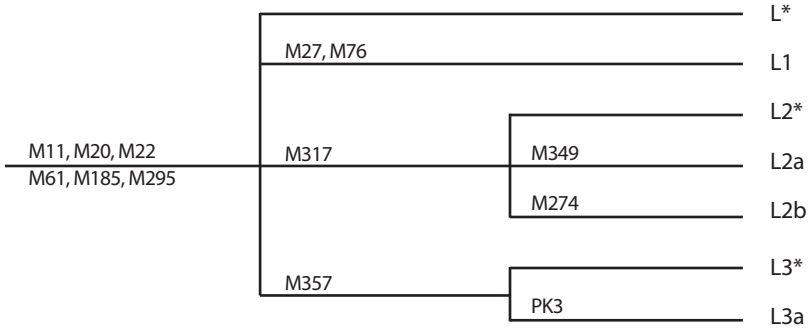 L*
M27, M76
L1
L2*
M11, M20, M22
M317
M349
L2a
M61, M185, M295
M274
L2b
L3*
M357
PK3
L3a